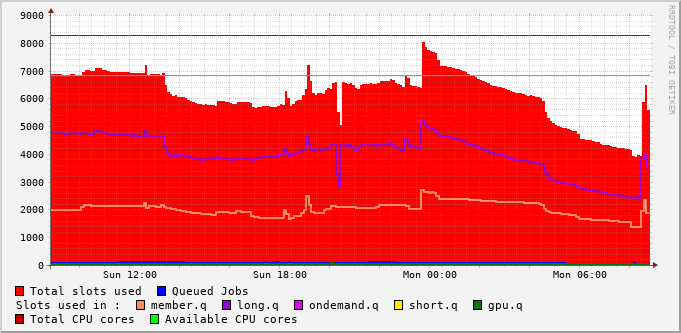 9000
8000
7000
6000
5000
4000
3000
2000
1000
0
Sun 12:00 Sun 18:00 Mon 00:00 Mon 06:00
Total slots used Queued Jobs
Slots used in : member.q long.q ondemand.q short.q gpu.q
Total CPU cores Available CPU cores
RRDTOOL / TOBI OETIKER